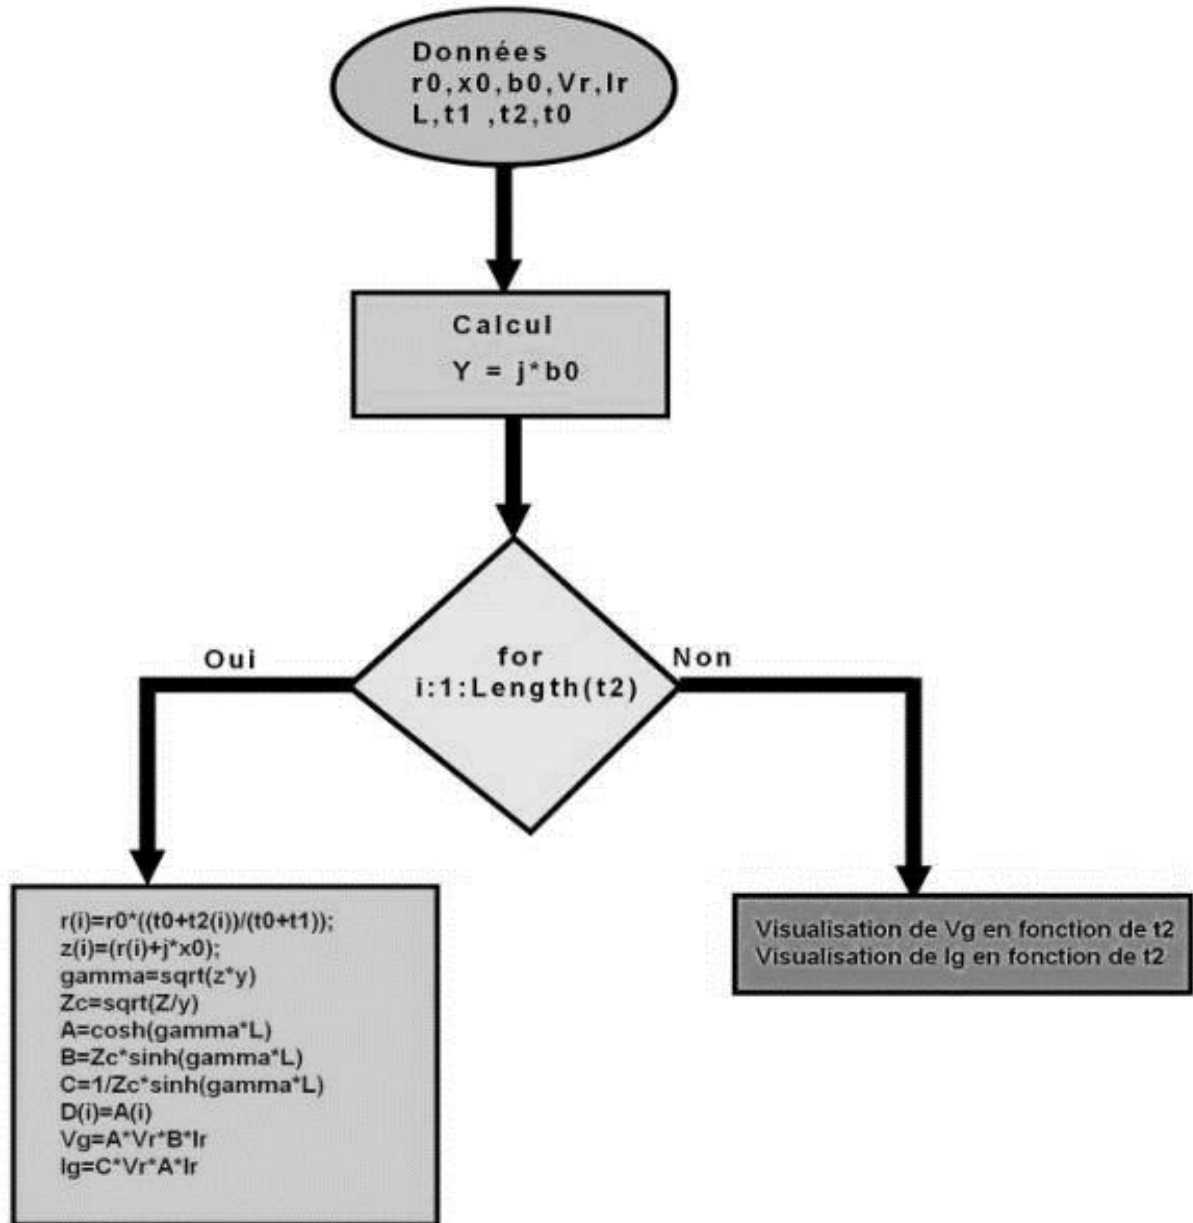 Données
r0,x0,b0,Vr,Ir
L,t1 ,t2,t0
Calcul
Y = j*b0
for
i:1:Length(t2)
Oui
Non
r(i)=r0*((t0+t2(i))/(t0+t1));
z(i)=(r(i)+j*x0);
gamma=sqrt(z*y)
Zc=sqrt(Z/y)
A=cosh(gamma*L)
B=Zc*sinh(gamma*L)
C=1/Zc*sinh(gamma*L)
D(i)=A(i)
Vg=A*Vr*B*Ir
Ig=C*Vr*A*Ir
Visualisation de Vg en fonction de t2
Visualisation de Ig en fonction de t2